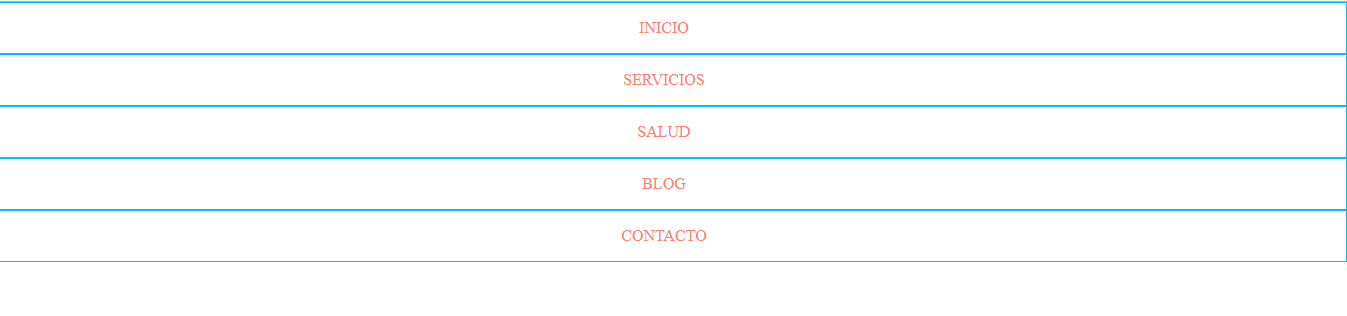 INICIO
SERVICIOS
SALUD
BLOG
CONTACTO